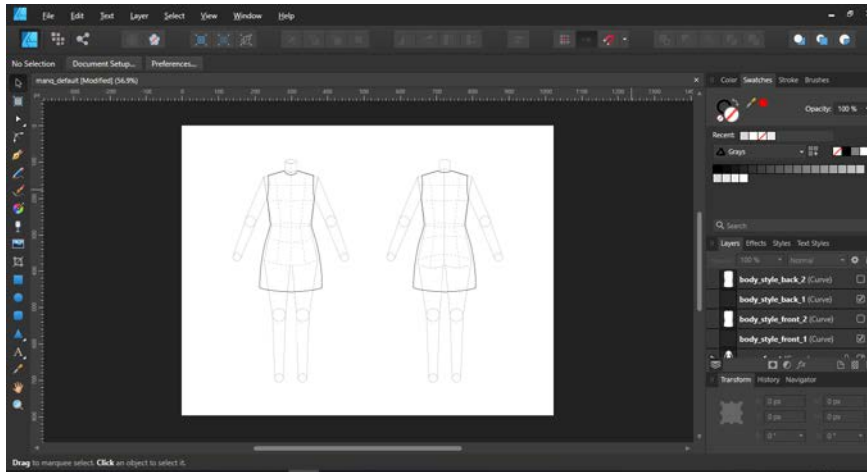 File Edit Text Layer Select View Window Help
No Selection Document Setup... Preferences...
manq_default [Modified] (56.9%)
Color Swatches Stroke Brushes
Opacity: 100 %
Recent:
Grays
Search
Layers Effects Styles Text Styles
100 % Normal
body_style_back_2 (Curve)
body_style_back_1 (Curve)
body_style_front_2 (Curve)
body_style_front_1 (Curve)
Transform History Navigator
0 px 0 px
0 px 0 px
0 ° 0 °
Drag to marquee select. Click an object to select it.